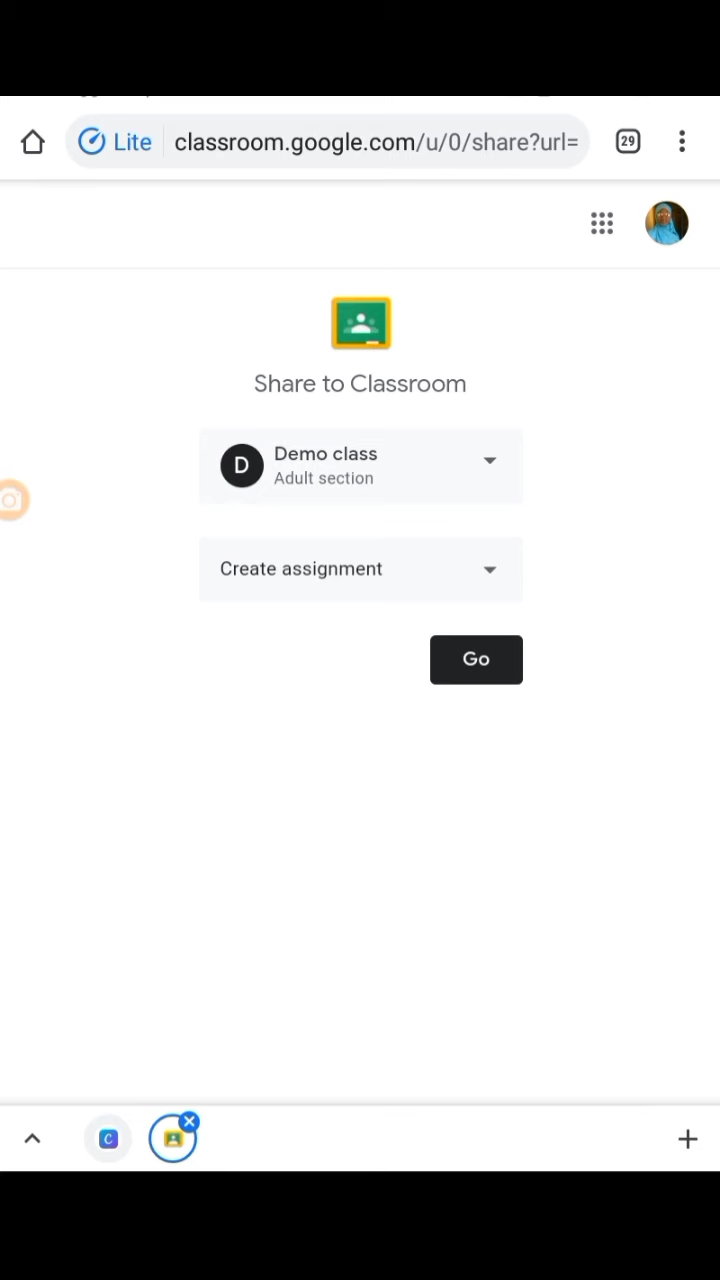 Lite classroom.google.com/u/0/share?url= 29
Share to Classroom
D Demo class
Adult section
Create assignment
Go
C